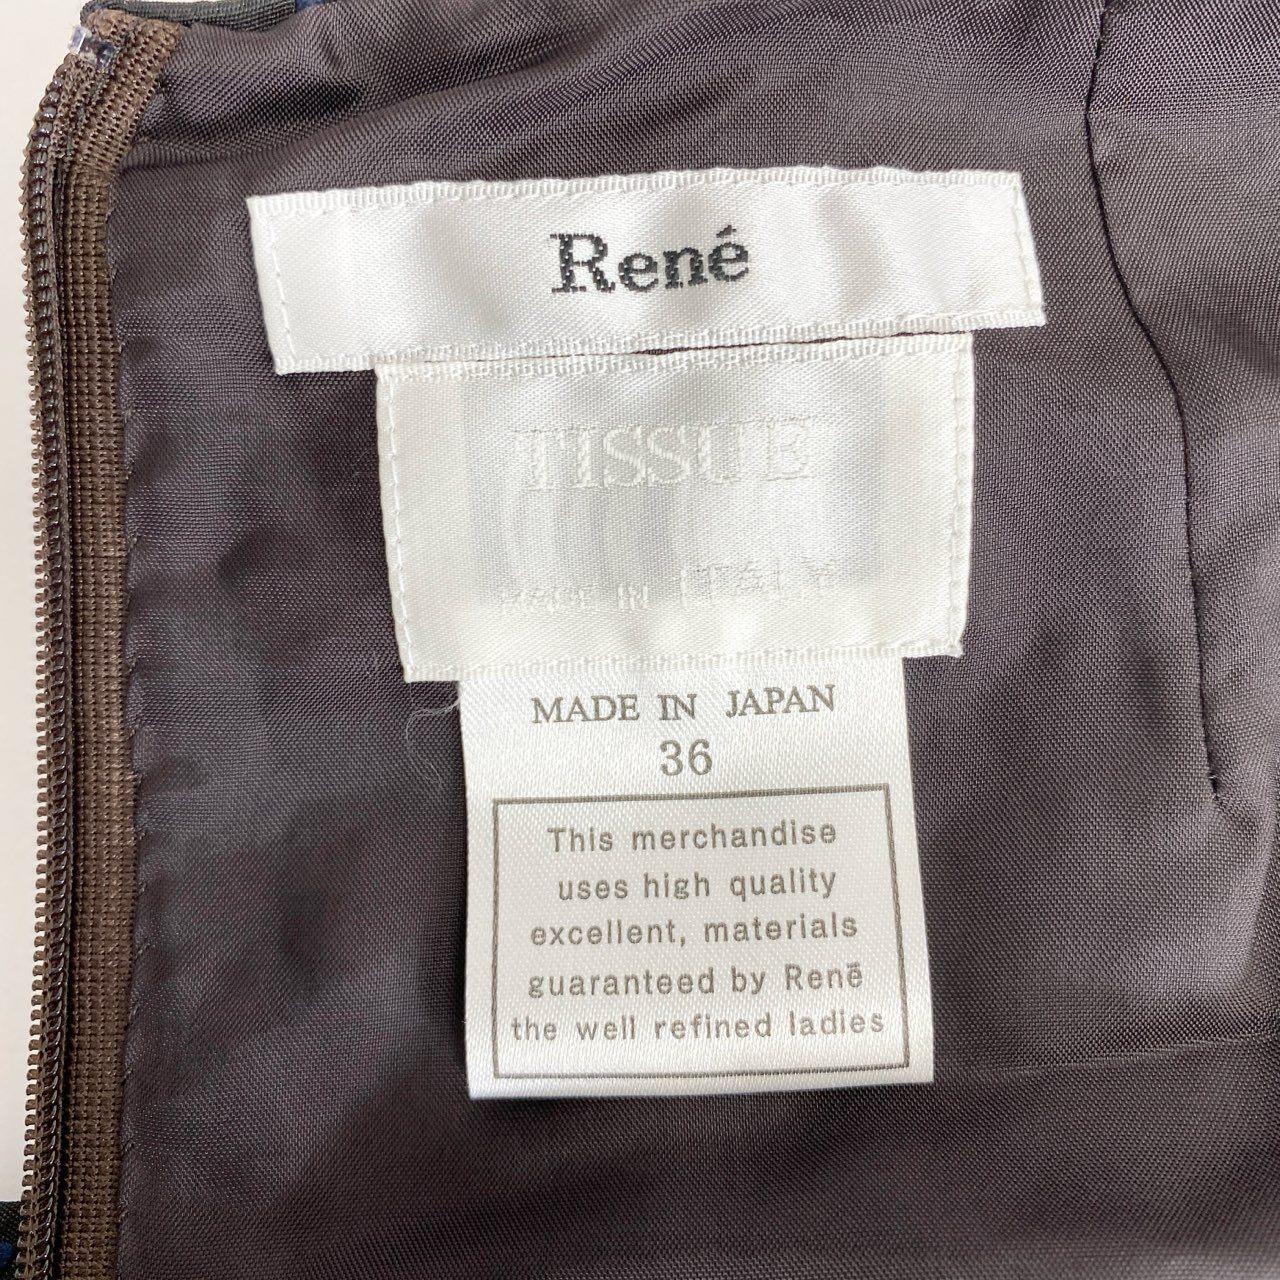 René
TISSUE
MADE IN ITALY
MADE IN JAPAN
36
This merchandise
uses high quality
excellent, materials
guaranteed by Renē
the well refined ladies